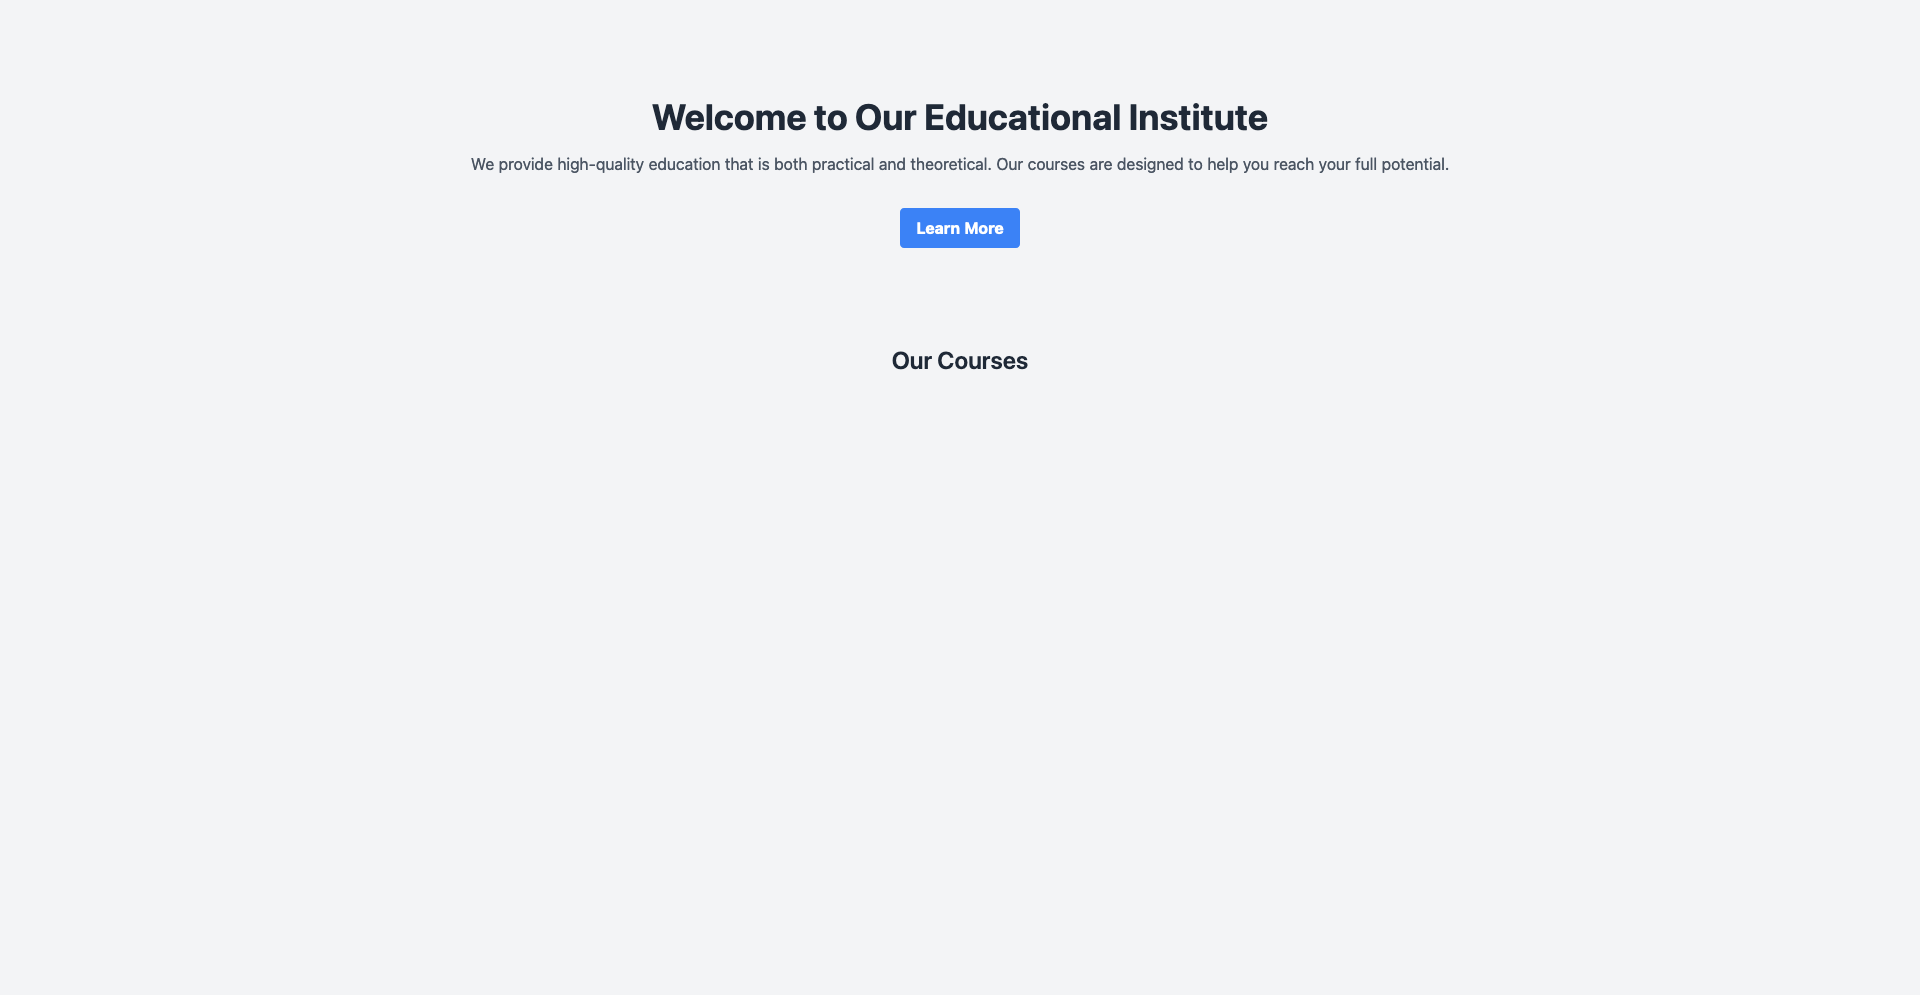 Welcome to Our Educational Institute
We provide high-quality education that is both practical and theoretical. Our courses are designed to help you reach your full potential.
Learn More
Our Courses